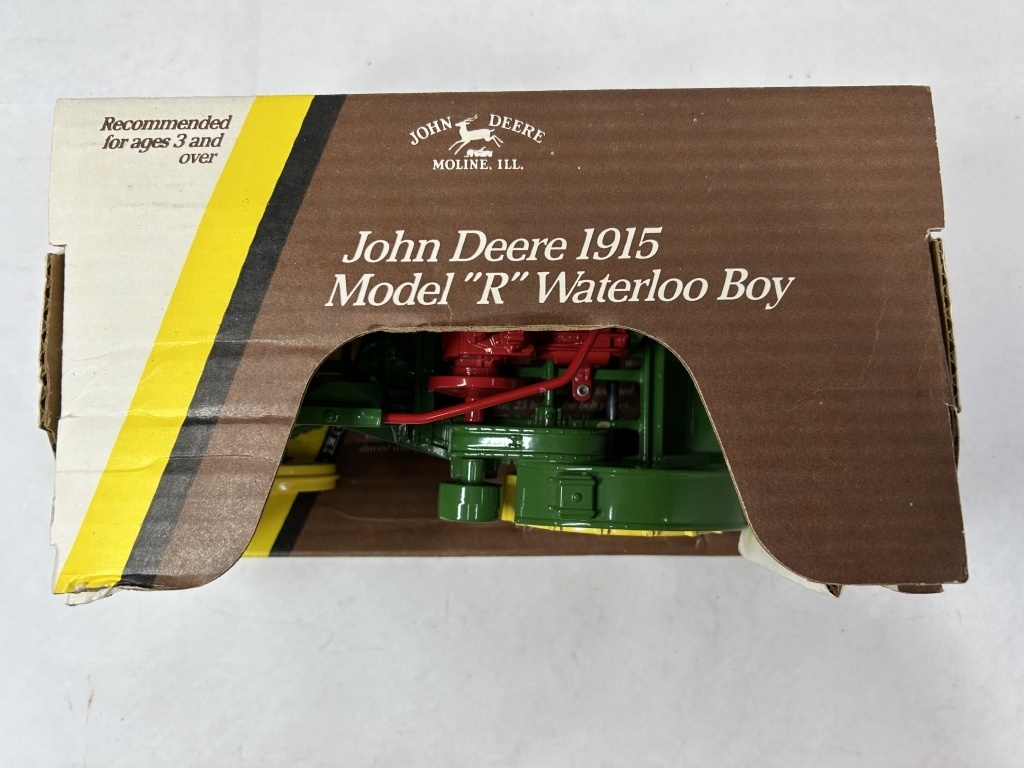 Recommended
for ages 3 and
over
JOHN DEERE
MOLINE, ILL.
John Deere 1915
Model "R" Waterloo Boy